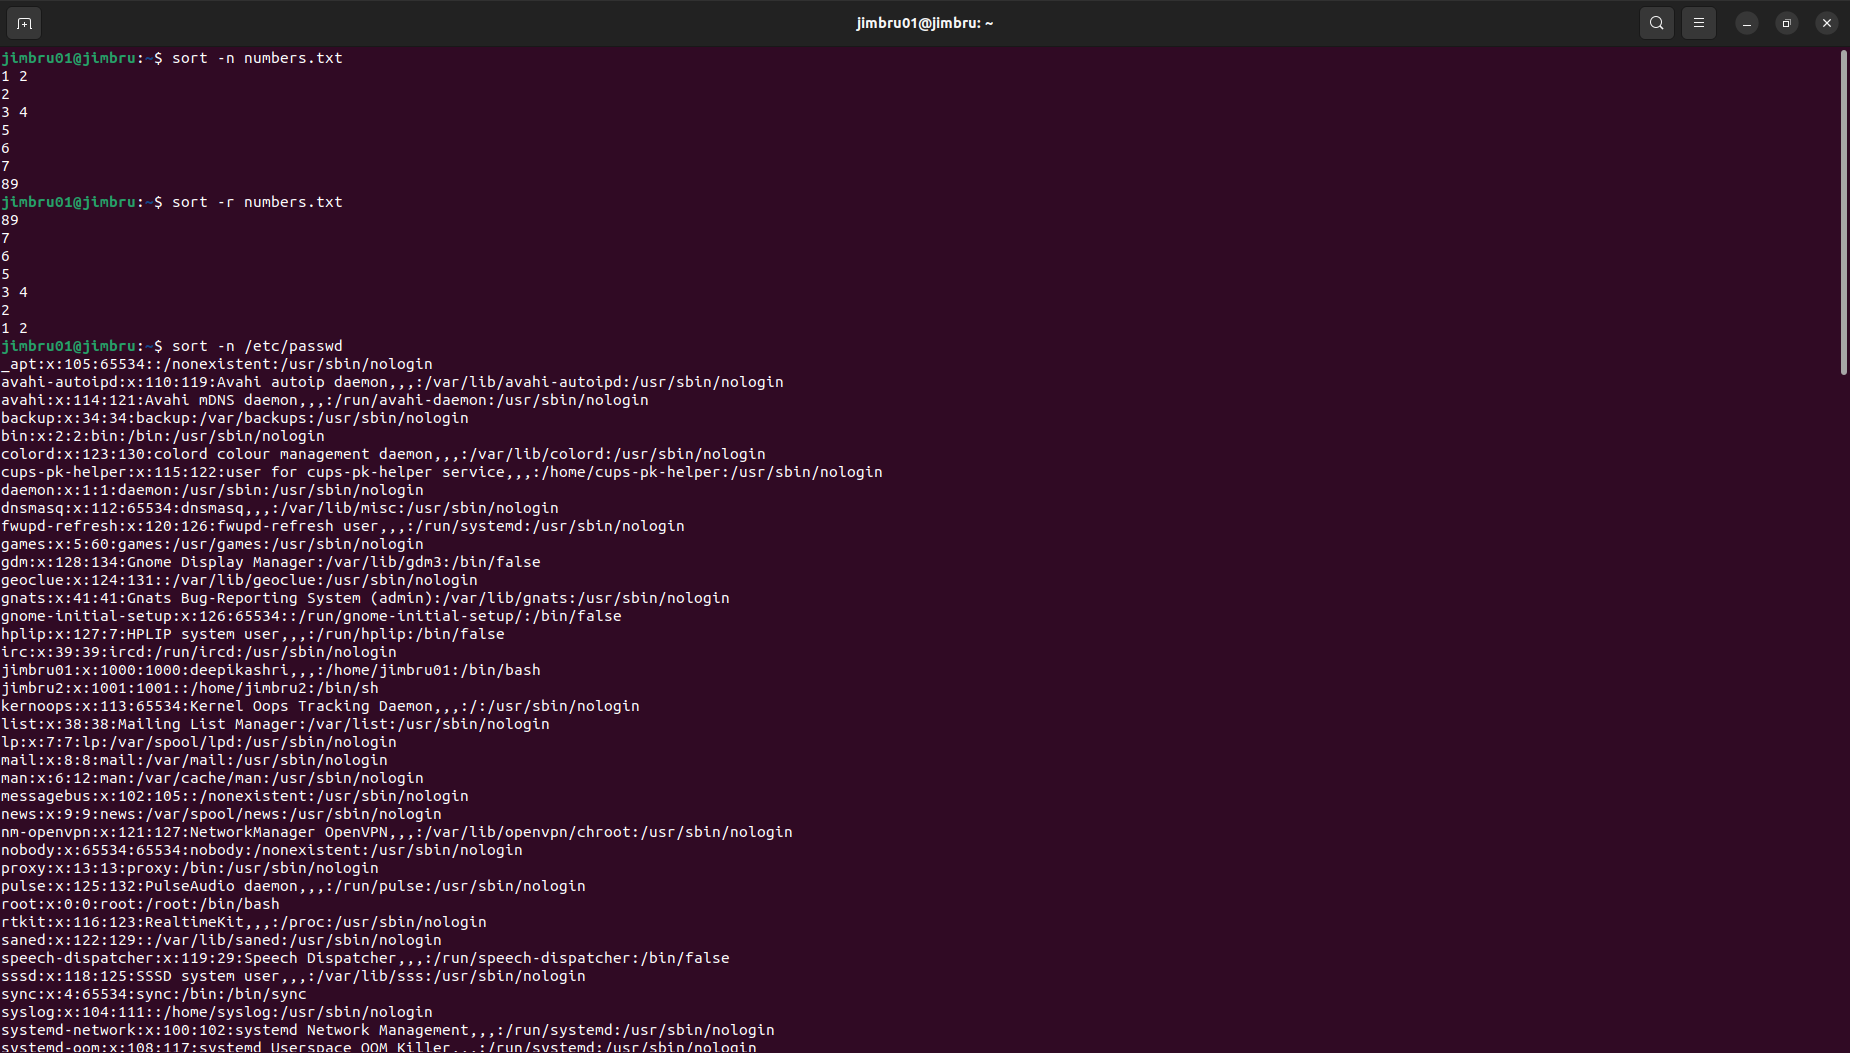 jimbru01@jimbru: ~
jimbru01@jimbru:~$ sort -n numbers.txt
1 2
2
3 4
5
6
7
89
jimbru01@jimbru:~$ sort -r numbers.txt
89
7
6
5
3 4
2
1 2
jimbru01@jimbru:~$ sort -n /etc/passwd
_apt:x:105:65534::/nonexistent:/usr/sbin/nologin
avahi-autoipd:x:110:119:Avahi autoip daemon,,,:/var/lib/avahi-autoipd:/usr/sbin/nologin
avahi:x:114:121:Avahi mDNS daemon,,,:/run/avahi-daemon:/usr/sbin/nologin
backup:x:34:34:backup:/var/backups:/usr/sbin/nologin
bin:x:2:2:bin:/bin:/usr/sbin/nologin
colord:x:123:130:colord colour management daemon,,,:/var/lib/colord:/usr/sbin/nologin
cups-pk-helper:x:115:122:user for cups-pk-helper service,,,:/home/cups-pk-helper:/usr/sbin/nologin
daemon:x:1:1:daemon:/usr/sbin:/usr/sbin/nologin
dnsmasq:x:112:65534:dnsmasq,,,:/var/lib/misc:/usr/sbin/nologin
fwupd-refresh:x:120:126:fwupd-refresh user,,,:/run/systemd:/usr/sbin/nologin
games:x:5:60:games:/usr/games:/usr/sbin/nologin
gdm:x:128:134:Gnome Display Manager:/var/lib/gdm3:/bin/false
geoclue:x:124:131::/var/lib/geoclue:/usr/sbin/nologin
gnats:x:41:41:Gnats Bug-Reporting System (admin):/var/lib/gnats:/usr/sbin/nologin
gnome-initial-setup:x:126:65534::/run/gnome-initial-setup/:/bin/false
hplip:x:127:7:HPLIP system user,,,:/run/hplip:/bin/false
irc:x:39:39:ircd:/run/ircd:/usr/sbin/nologin
jimbru01:x:1000:1000:deepikashri,,,:/home/jimbru01:/bin/bash
jimbru2:x:1001:1001::/home/jimbru2:/bin/sh
kernoops:x:113:65534:Kernel Oops Tracking Daemon,,,:/:/usr/sbin/nologin
list:x:38:38:Mailing List Manager:/var/list:/usr/sbin/nologin
lp:x:7:7:lp:/var/spool/lpd:/usr/sbin/nologin
mail:x:8:8:mail:/var/mail:/usr/sbin/nologin
man:x:6:12:man:/var/cache/man:/usr/sbin/nologin
messagebus:x:102:105::/nonexistent:/usr/sbin/nologin
news:x:9:9:news:/var/spool/news:/usr/sbin/nologin
nm-openvpn:x:121:127:NetworkManager OpenVPN,,,:/var/lib/openvpn/chroot:/usr/sbin/nologin
nobody:x:65534:65534:nobody:/nonexistent:/usr/sbin/nologin
proxy:x:13:13:proxy:/bin:/usr/sbin/nologin
pulse:x:125:132:PulseAudio daemon,,,:/run/pulse:/usr/sbin/nologin
root:x:0:0:root:/root:/bin/bash
rtkit:x:116:123:RealtimeKit,,,:/proc:/usr/sbin/nologin
saned:x:122:129::/var/lib/saned:/usr/sbin/nologin
speech-dispatcher:x:119:29:Speech Dispatcher,,,:/run/speech-dispatcher:/bin/false
sssd:x:118:125:SSSD system user,,,:/var/lib/sss:/usr/sbin/nologin
sync:x:4:65534:sync:/bin:/bin/sync
syslog:x:104:111::/home/syslog:/usr/sbin/nologin
systemd-network:x:100:102:systemd Network Management,,,:/run/systemd:/usr/sbin/nologin
systemd-oom:x:108:117:systemd Userspace OOM Killer,,,:/run/systemd:/usr/sbin/nologin